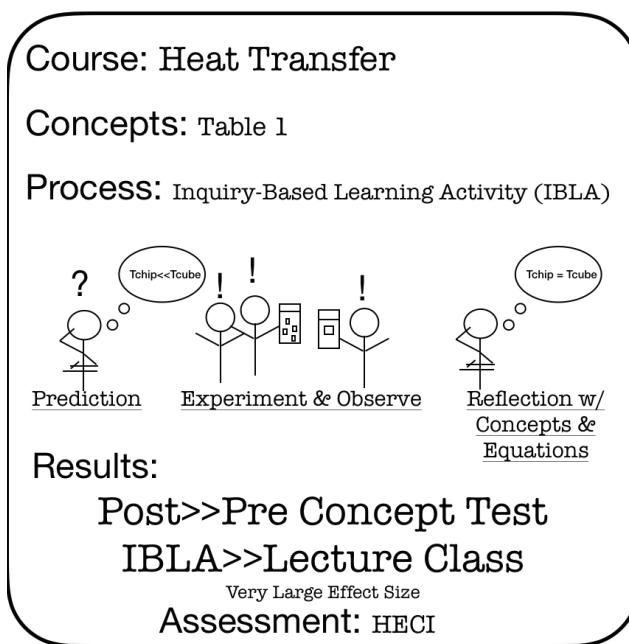 Course: Heat Transfer
Concepts: Table 1
Process: Inquiry-Based Learning Activity (IBLA)
?
Tchip<<Tcube
!
!
!
Tchip = Tcube
Prediction
Experiment & Observe
Reflection w/
Concepts &
Equations
Results:
Post>>Pre Concept Test
IBLA>>Lecture Class
Very Large Effect Size
Assessment: HECI